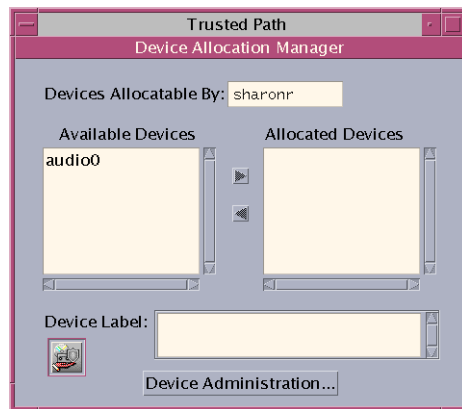 Trusted Path
Device Allocation Manager
Devices Allocatable By: sharonr
Available Devices
Allocated Devices
audio0
Device Label:
Device Administration...